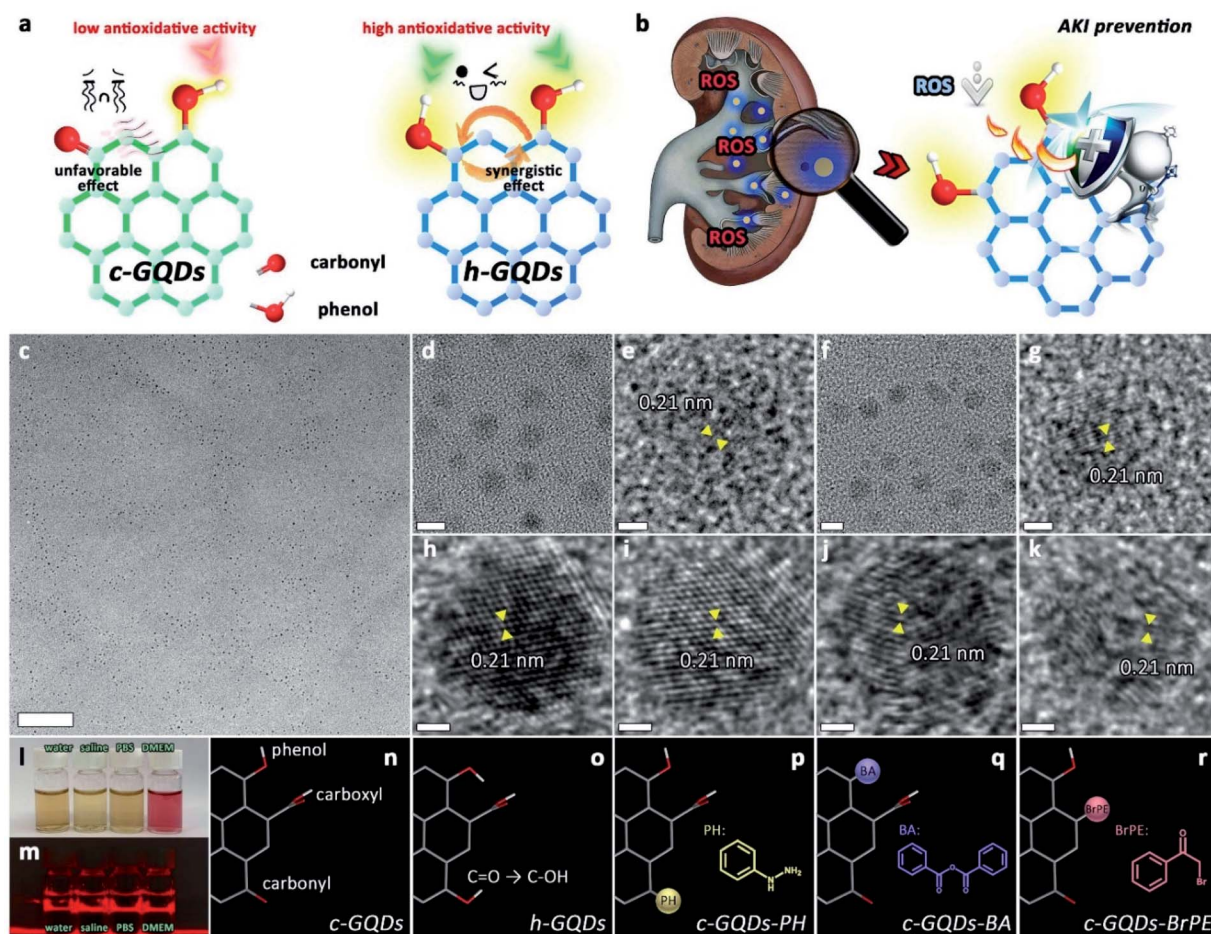 a
low antioxidative activity
high antioxidative activity
unfavorable
effect
synergistic
effect
c-GQDs
h-GQDs
carbonyl
phenol
b
AKI prevention
ROS
ROS
ROS
ROS
c
d
e
0.21 nm
f
g
0.21 nm
h
0.21 nm
i
0.21 nm
j
0.21 nm
k
0.21 nm
l
water saline PBS DMEM
m
water saline PBS DMEM
n
phenol
carboxyl
carbonyl
c-GQDs
o
C=O → C-OH
h-GQDs
p
PH:
NH2
N
H
PH
c-GQDs-PH
q
BA
BA:
O
O O
c-GQDs-BA
r
BrPE
BrPE:
O
Br
c-GQDs-BrPE